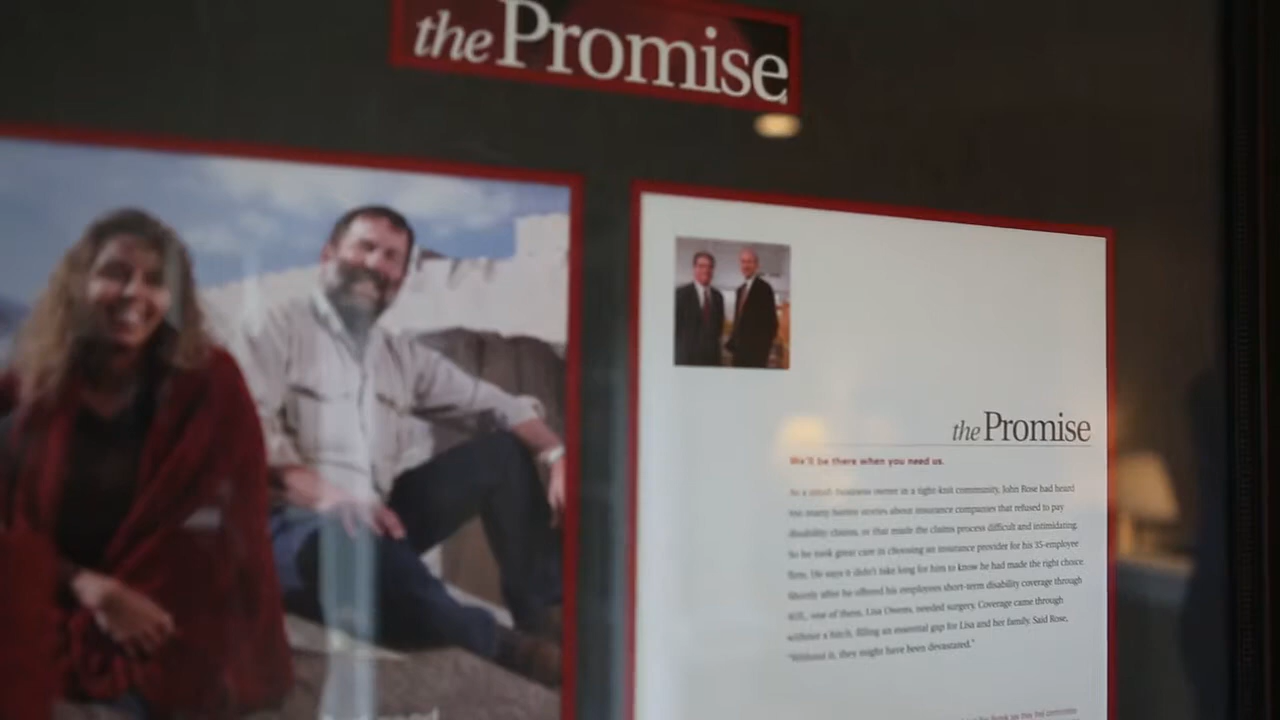 the Promise
the Promise
We'll be there when you need us.
As a small business owner in a tight-knit community, John Rose had heard
too many horror stories about insurance companies that refused to pay
disability claims, or that made the claims process difficult and intimidating.
So he took great care in choosing an insurance provider for his 35-employee
firm. He says it didn't take long for him to know he had made the right choice.
Shortly after he offered his employees short-term disability coverage through
one of them, Lisa Owens, needed surgery. Coverage came through
without a hitch, filling an essential gap for Lisa and her family. Said Rose,
"Without it, they might have been devastated."